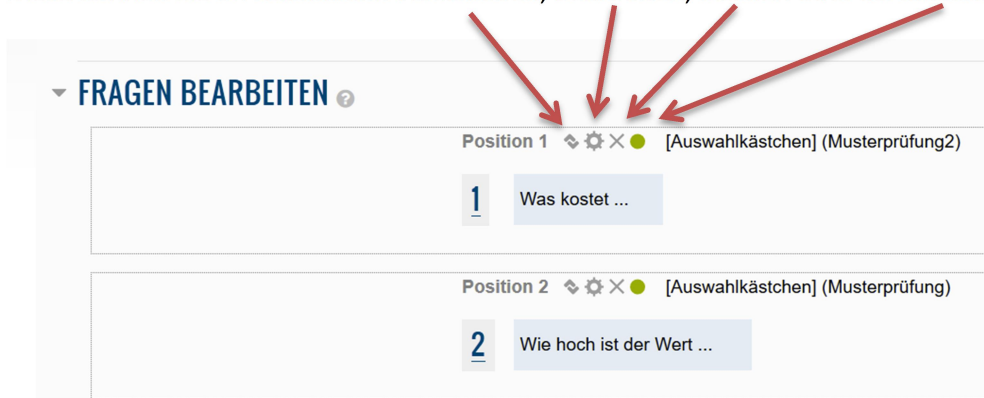 FRAGEN BEARBEITEN
Position 1 [Auswahlkästchen] (Musterprüfung2)
1 Was kostet ...
Position 2 [Auswahlkästchen] (Musterprüfung)
2 Wie hoch ist der Wert ...